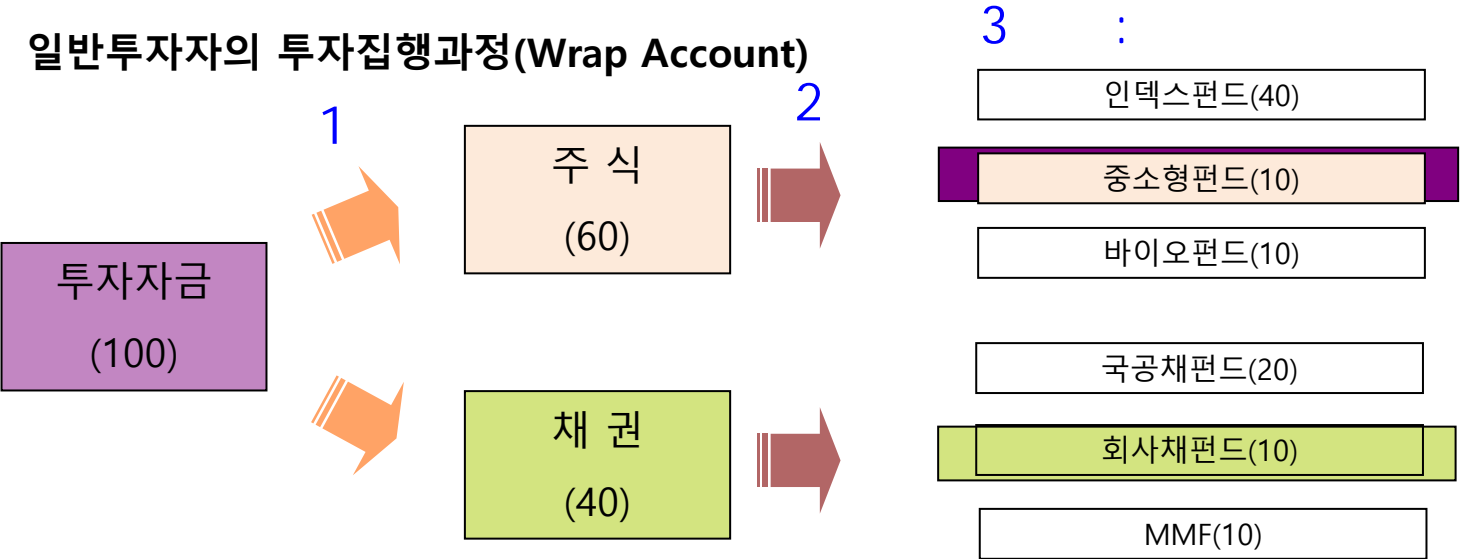 일반투자자의 투자집행과정(Wrap Account)
1
2
3 :
투자자금
(100)
주 식
(60)
채 권
(40)
인덱스펀드(40)
중소형펀드(10)
바이오펀드(10)
국공채펀드(20)
회사채펀드(10)
MMF(10)